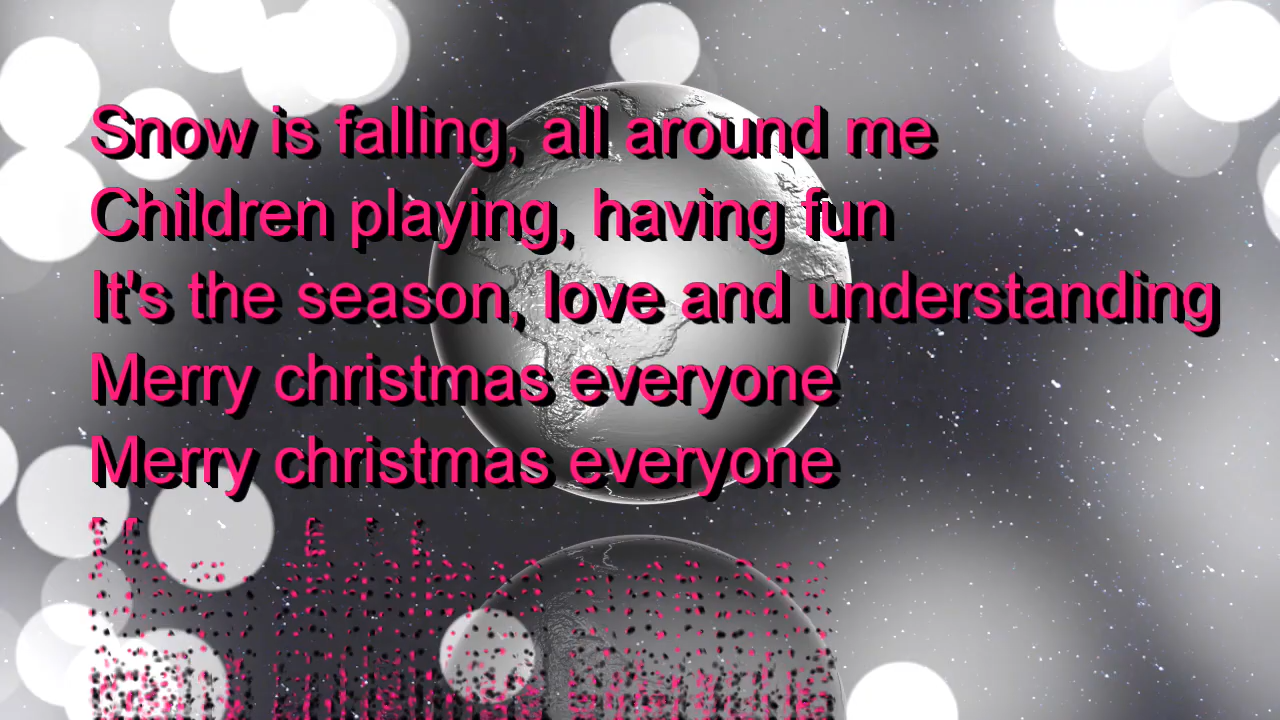 Snow is falling, all around me
Children playing, having fun
It's the season, love and understanding
Merry christmas everyone
Merry christmas everyone